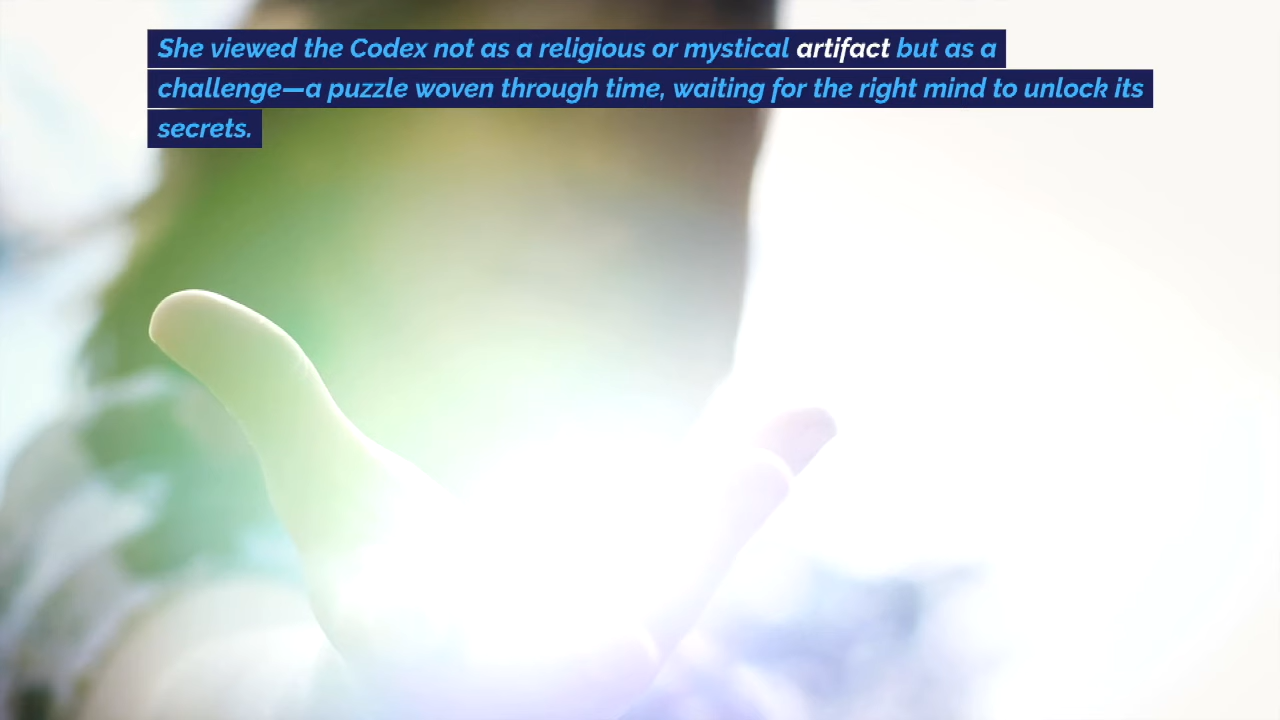 She viewed the Codex not as a religious or mystical artifact but as a
challenge—a puzzle woven through time, waiting for the right mind to unlock its
secrets.